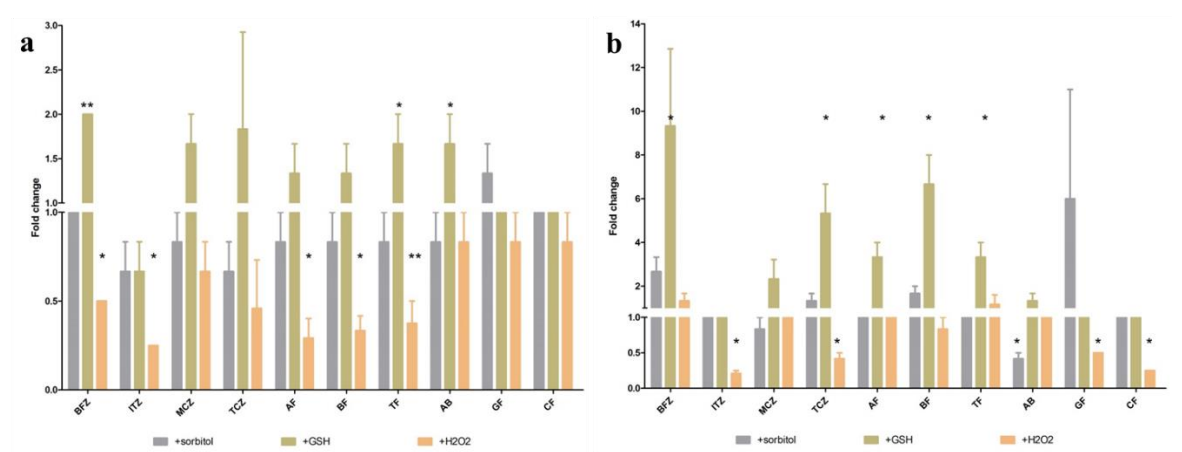 a
Fold change
3.0
2.5
2.0
1.5
1.0
1.0
0.5
0.0
** * * * * * * ** *
BFZ ITZ MCZ TCZ AF BF TF AB GF CF
+sorbitol +GSH +H2O2
b
Fold change
14
12
10
8
6
4
2
1.0
0.5
0.0
* * * * * * * * * *
BFZ ITZ MCZ TCZ AF BF TF AB GF CF
+sorbitol +GSH +H2O2